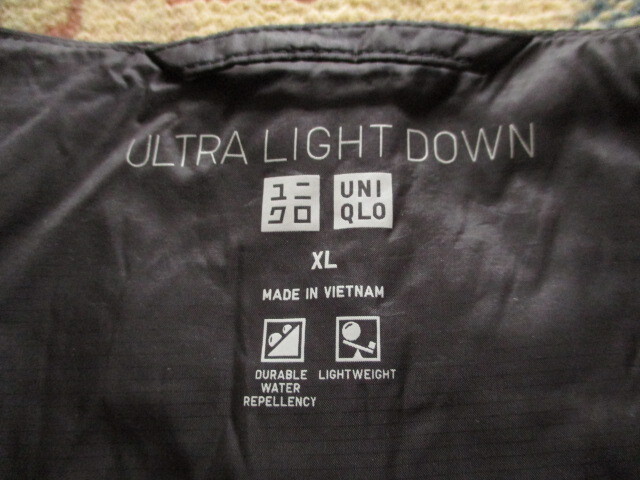 ULTRA LIGHT DOWN
ユニ
クロ
UNI
QLO
XL
MADE IN VIETNAM
DURABLE
WATER
REPELLENCY
LIGHTWEIGHT